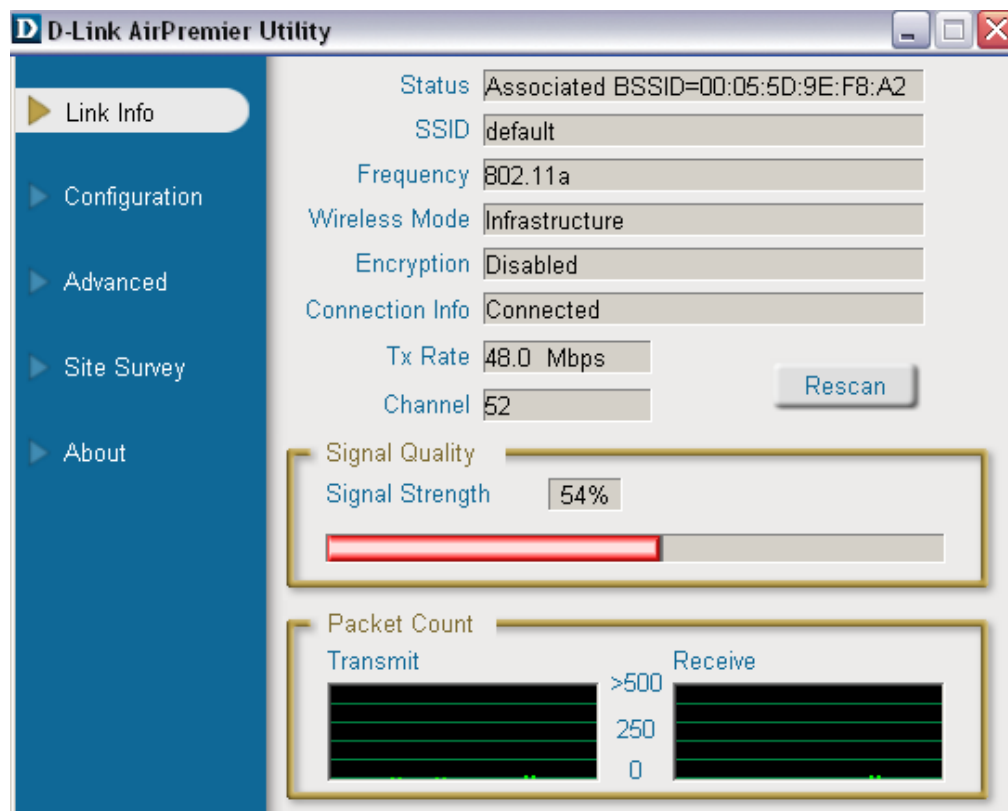 D D-Link AirPremier Utility
Link Info
Configuration
Advanced
Site Survey
About
Status Associated BSSID=00:05:5D:9E:F8:A2
SSID default
Frequency 802.11a
Wireless Mode Infrastructure
Encryption Disabled
Connection Info Connected
Tx Rate 48.0 Mbps
Channel 52
Rescan
Signal Quality
Signal Strength 54%
Packet Count
Transmit Receive
>500
250
0